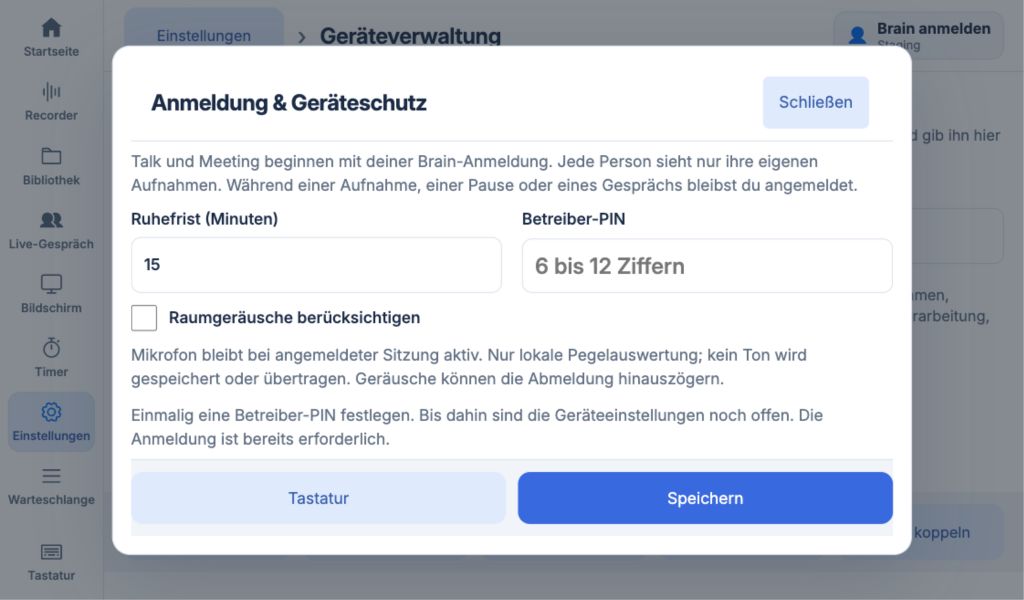 Startseite
Recorder
Bibliothek
Live-Gespräch
Bildschirm
Timer
Einstellungen
Warteschlange
Tastatur
Einstellungen
› Geräteverwaltung
Brain anmelden
Staging
Anmeldung & Geräteschutz
Schließen
Talk und Meeting beginnen mit deiner Brain-Anmeldung. Jede Person sieht nur ihre eigenen
Aufnahmen. Während einer Aufnahme, einer Pause oder eines Gesprächs bleibst du angemeldet.
Ruhefrist (Minuten)
Betreiber-PIN
15
6 bis 12 Ziffern
Raumgeräusche berücksichtigen
Mikrofon bleibt bei angemeldeter Sitzung aktiv. Nur lokale Pegelauswertung; kein Ton wird
gespeichert oder übertragen. Geräusche können die Abmeldung hinauszögern.
Einmalig eine Betreiber-PIN festlegen. Bis dahin sind die Geräteeinstellungen noch offen. Die
Anmeldung ist bereits erforderlich.
Tastatur
Speichern
gib ihn hier
koppeln